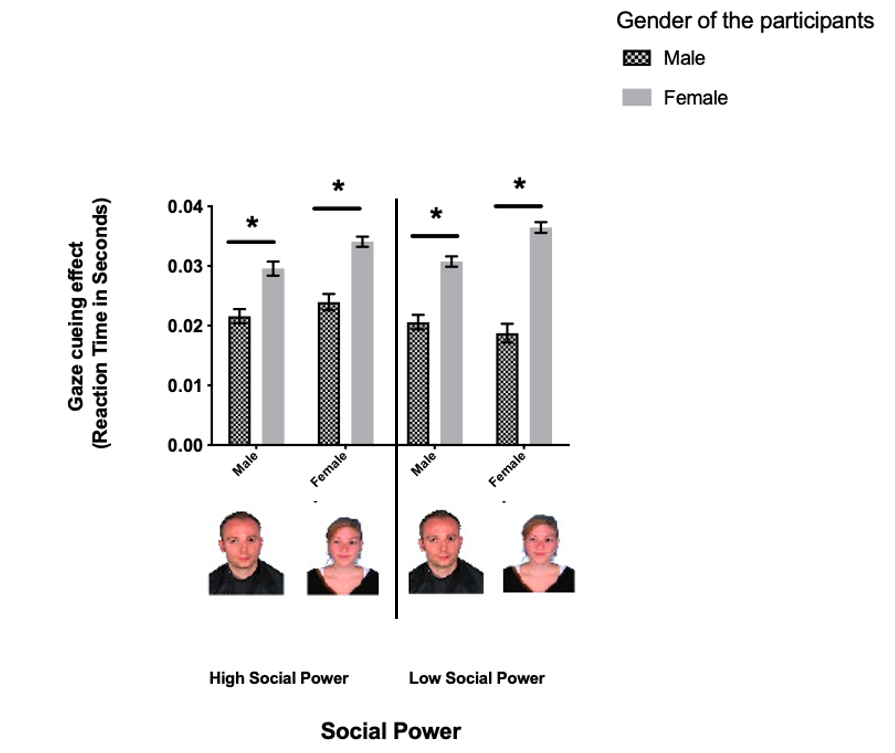 Gender of the participants
Male
Female
*
*
*
*
Gaze cueing effect
(Reaction Time in Seconds)
0.04
0.03
0.02
0.01
0.00
Male
Female
Male
Female
High Social Power
Low Social Power
Social Power